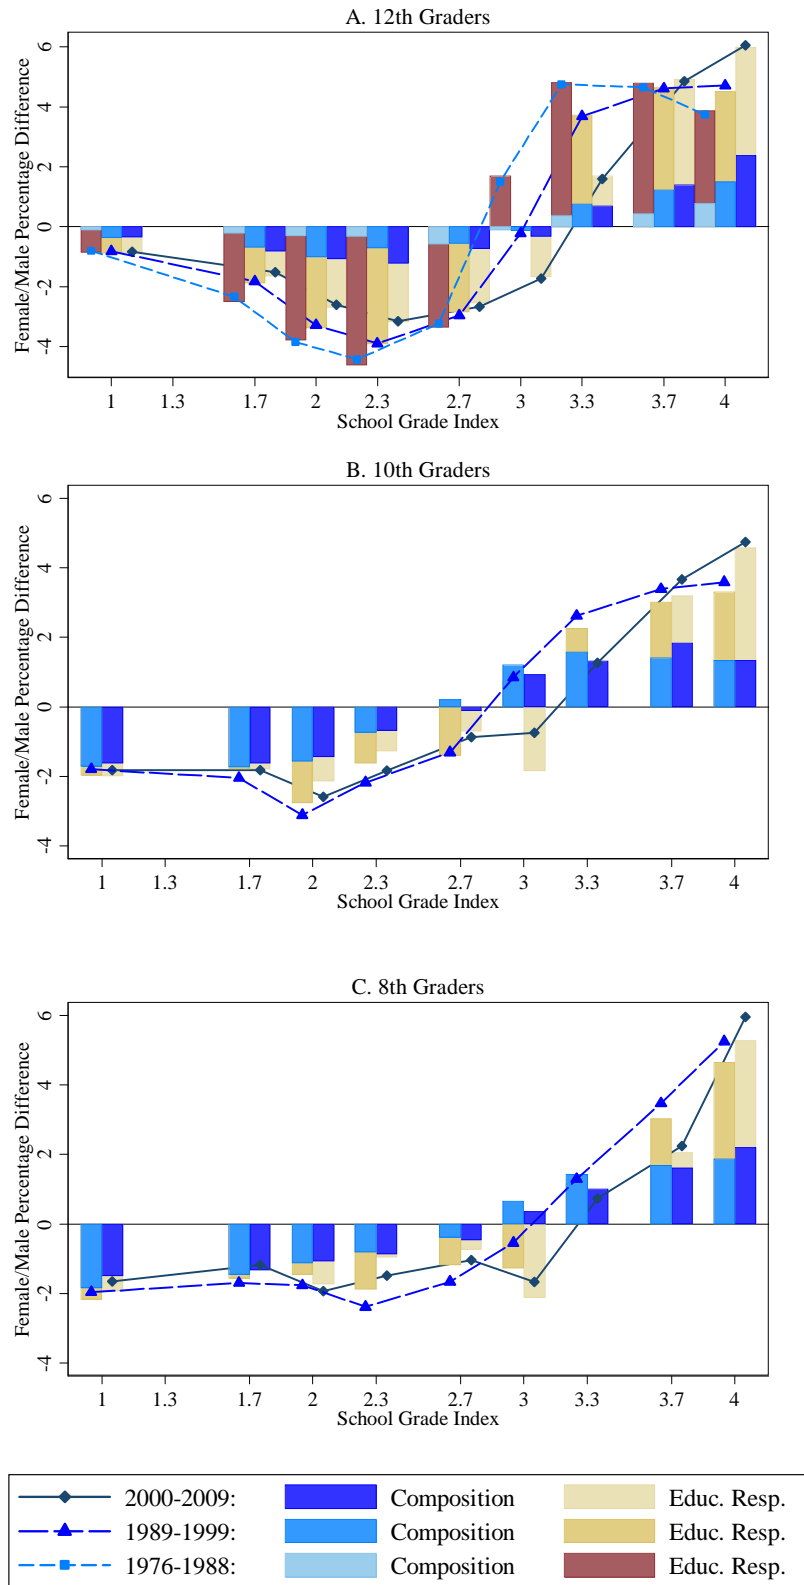 A. 12th Graders
Female/Male Percentage Difference
6
4
2
0
-2
-4
1 1.3 1.7 2 2.3 2.7 3 3.3 3.7 4
School Grade Index
B. 10th Graders
Female/Male Percentage Difference
6
4
2
0
-2
-4
1 1.3 1.7 2 2.3 2.7 3 3.3 3.7 4
School Grade Index
C. 8th Graders
Female/Male Percentage Difference
6
4
2
0
-2
-4
1 1.3 1.7 2 2.3 2.7 3 3.3 3.7 4
School Grade Index
2000-2009: Composition Educ. Resp.
1989-1999: Composition Educ. Resp.
1976-1988: Composition Educ. Resp.